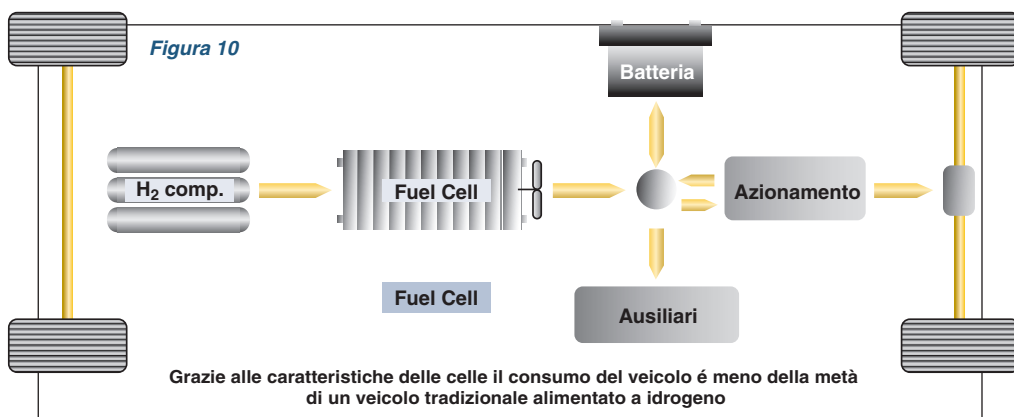 Figura 10
Batteria
H₂ comp.
Fuel Cell
Azionamento
Fuel Cell
Ausiliari
Grazie alle caratteristiche delle celle il consumo del veicolo é meno della metà
di un veicolo tradizionale alimentato a idrogeno